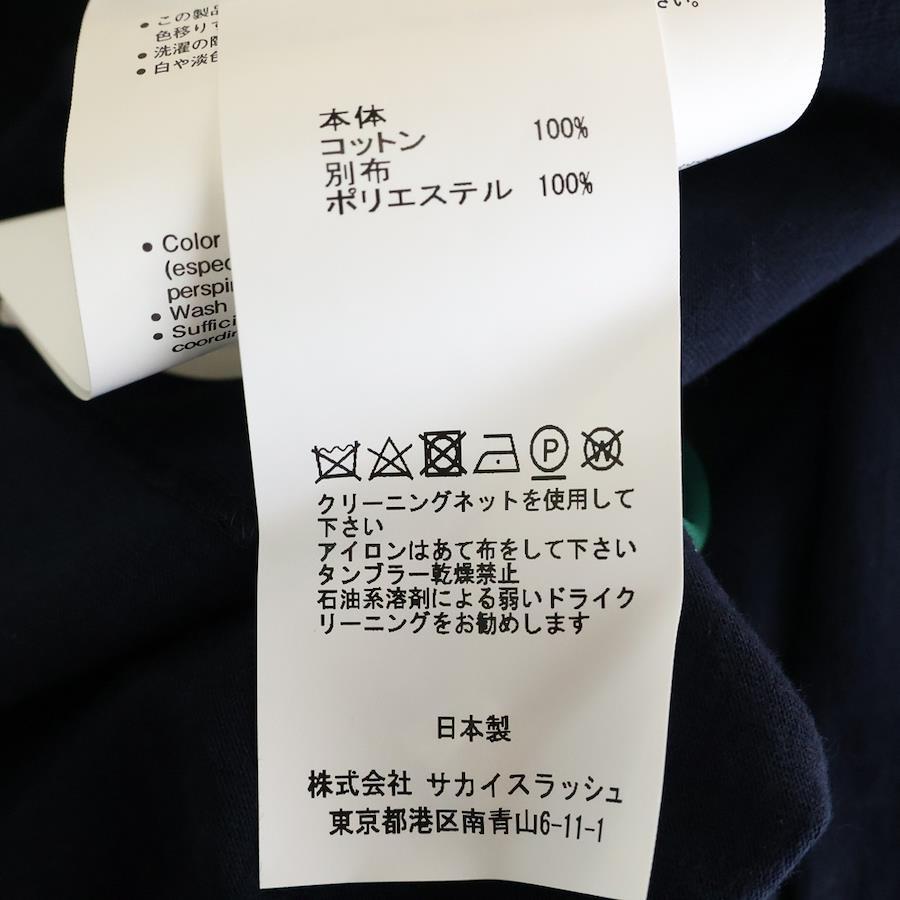 • この製品
色移り
• 洗濯の
• 白や淡色
さい。
• Color
(espec
perspi
• Wash
• Suffici
coordin
本体
コットン 100%
別布
ポリエステル 100%
P W
クリーニングネットを使用して
下さい
アイロンはあて布をして下さい
タンブラー乾燥禁止
石油系溶剤による弱いドライク
リーニングをお勧めします
日本製
株式会社 サカイスラッシュ
東京都港区南青山6-11-1